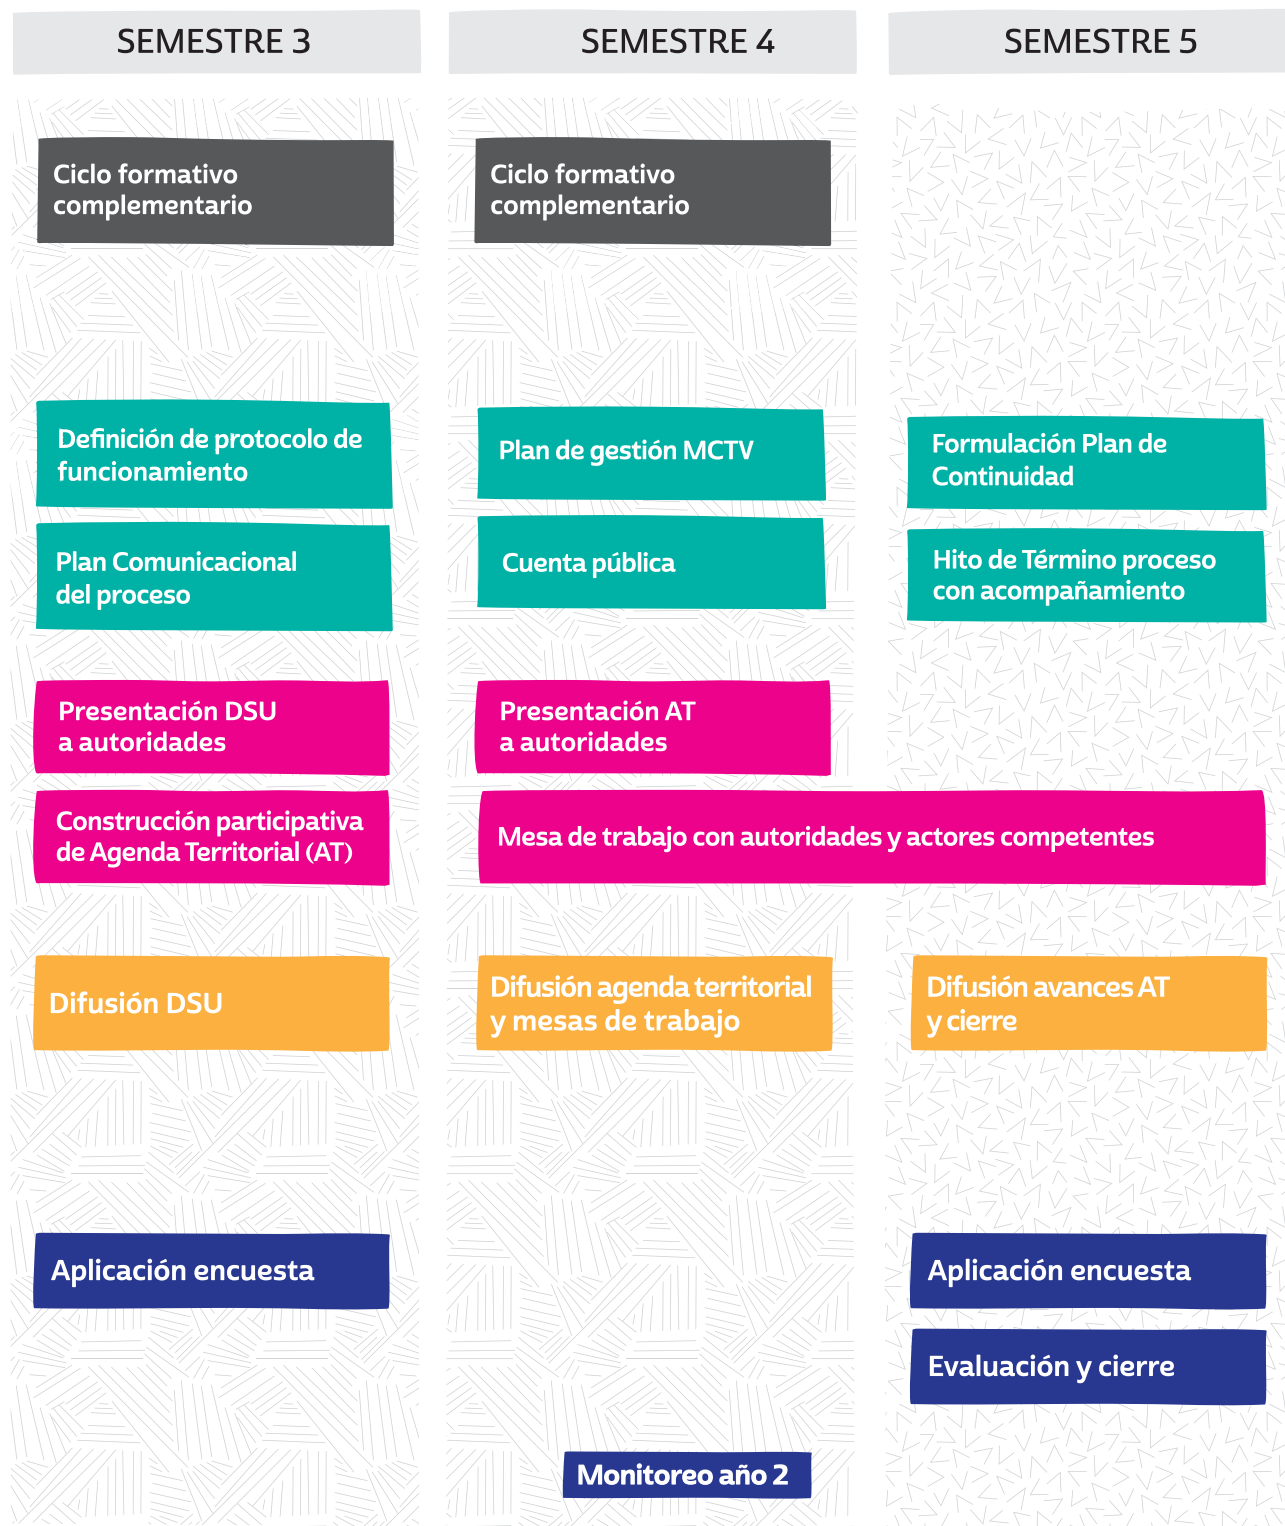 SEMESTRE 3
SEMESTRE 4
SEMESTRE 5
Ciclo formativo
complementario
Ciclo formativo
complementario
Definición de protocolo de
funcionamiento
Plan de gestión MCTV
Formulación Plan de
Continuidad
Plan Comunicacional
del proceso
Cuenta pública
Hito de Término proceso
con acompañamiento
Presentación DSU
a autoridades
Presentación AT
a autoridades
Construcción participativa
de Agenda Territorial (AT)
Mesa de trabajo con autoridades y actores competentes
Difusión DSU
Difusión agenda territorial
y mesas de trabajo
Difusión avances AT
y cierre
Aplicación encuesta
Aplicación encuesta
Evaluación y cierre
Monitoreo año 2